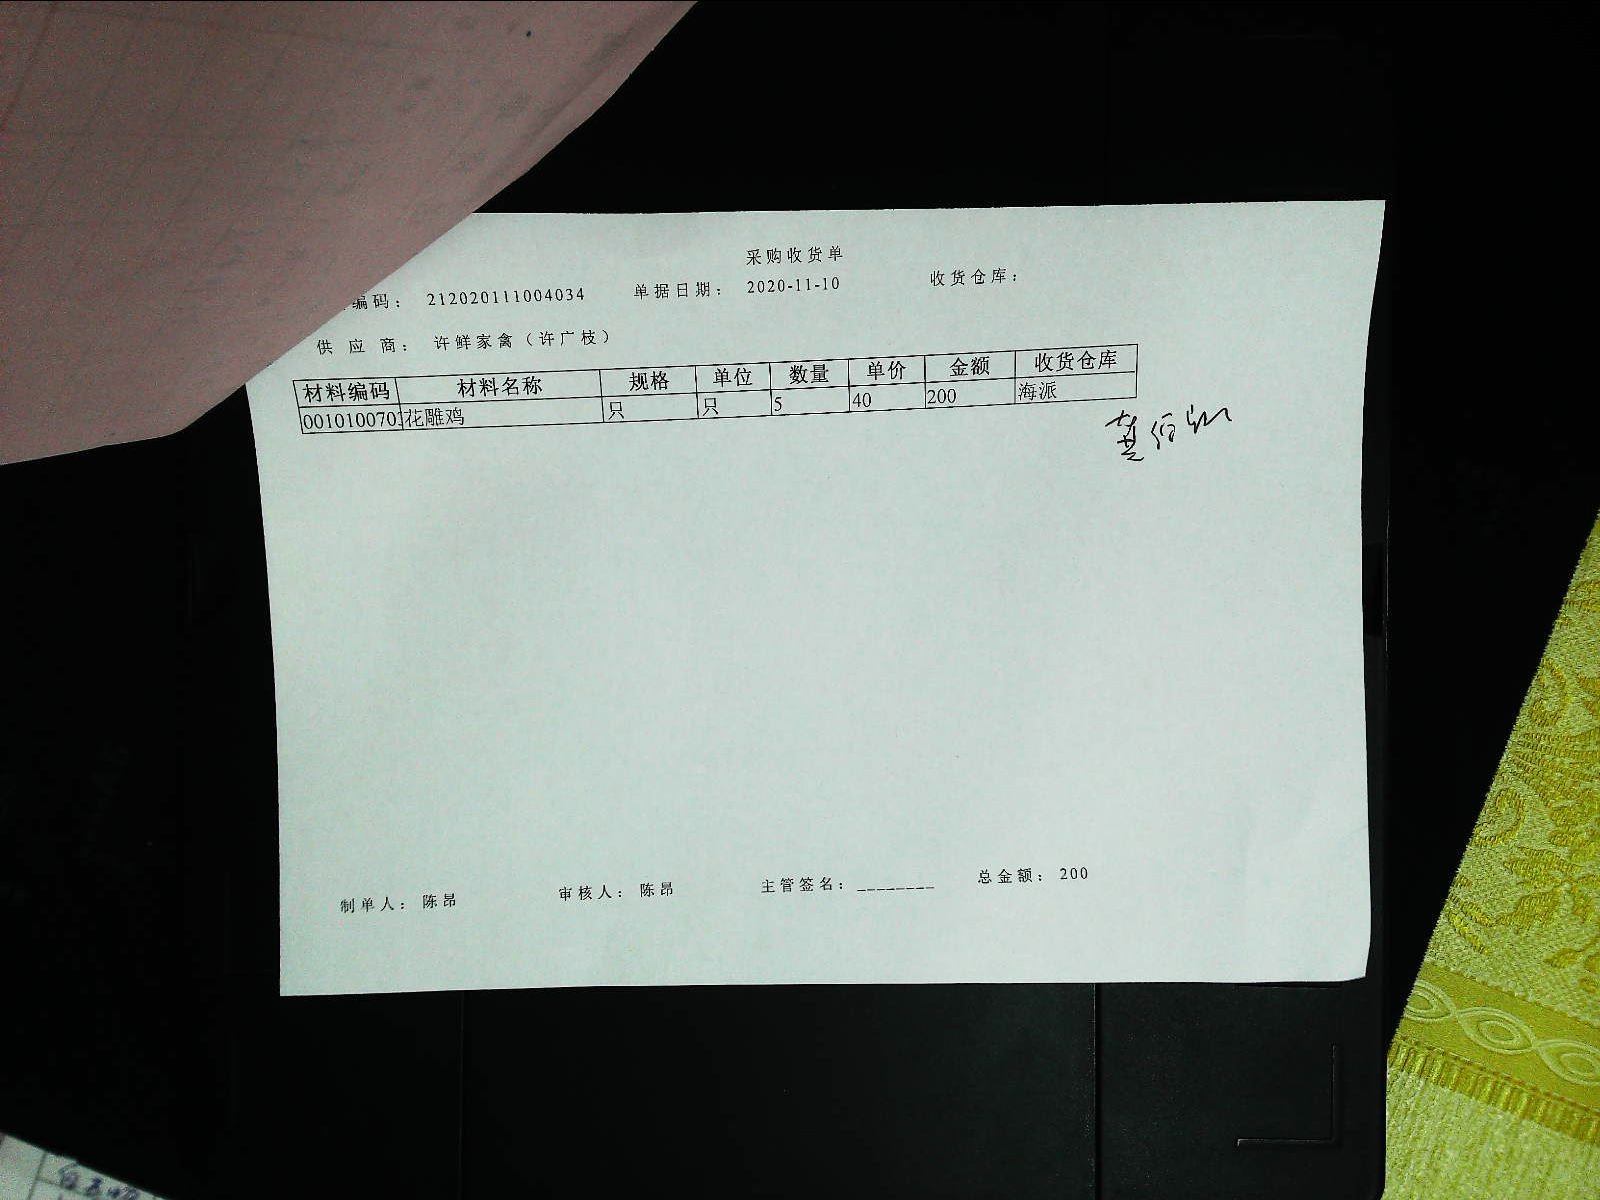 采购收货单
编码： 212020111004034 单据日期： 2020-11-10 收货仓库：
供应商： 许鲜家禽（许广枝）
材料编码 材料名称 规格 单位 数量 单价 金额 收货仓库
0010100703 花雕鸡 只 只 5 40 200 海派
制单人： 陈昂 审核人： 陈昂 主管签名： ________ 总金额： 200